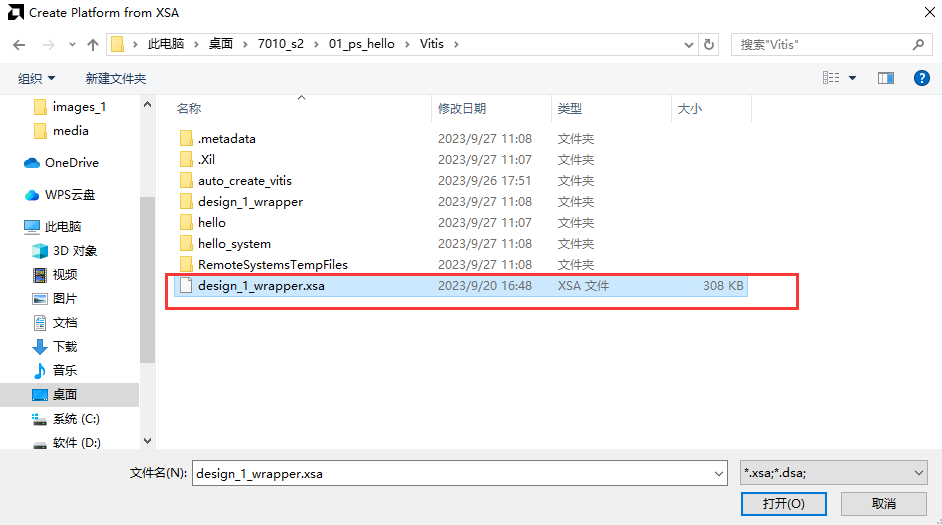 Create Platform from XSA
此电脑 > 桌面 > 7010_s2 > 01_ps_hello > Vitis >
搜索"Vitis"
组织 新建文件夹
images_1
media
OneDrive
WPS云盘
此电脑
3D 对象
视频
图片
文档
下载
音乐
桌面
系统 (C:)
软件 (D:)
名称 修改日期 类型 大小
.metadata 2023/9/27 11:08 文件夹
.Xil 2023/9/27 11:07 文件夹
auto_create_vitis 2023/9/26 17:51 文件夹
design_1_wrapper 2023/9/27 11:08 文件夹
hello 2023/9/27 11:07 文件夹
hello_system 2023/9/27 11:08 文件夹
RemoteSystemsTempFiles 2023/9/27 11:08 文件夹
design_1_wrapper.xsa 2023/9/20 16:48 XSA 文件 308 KB
文件名(N): design_1_wrapper.xsa *.xsa;*.dsa;
打开(O) 取消